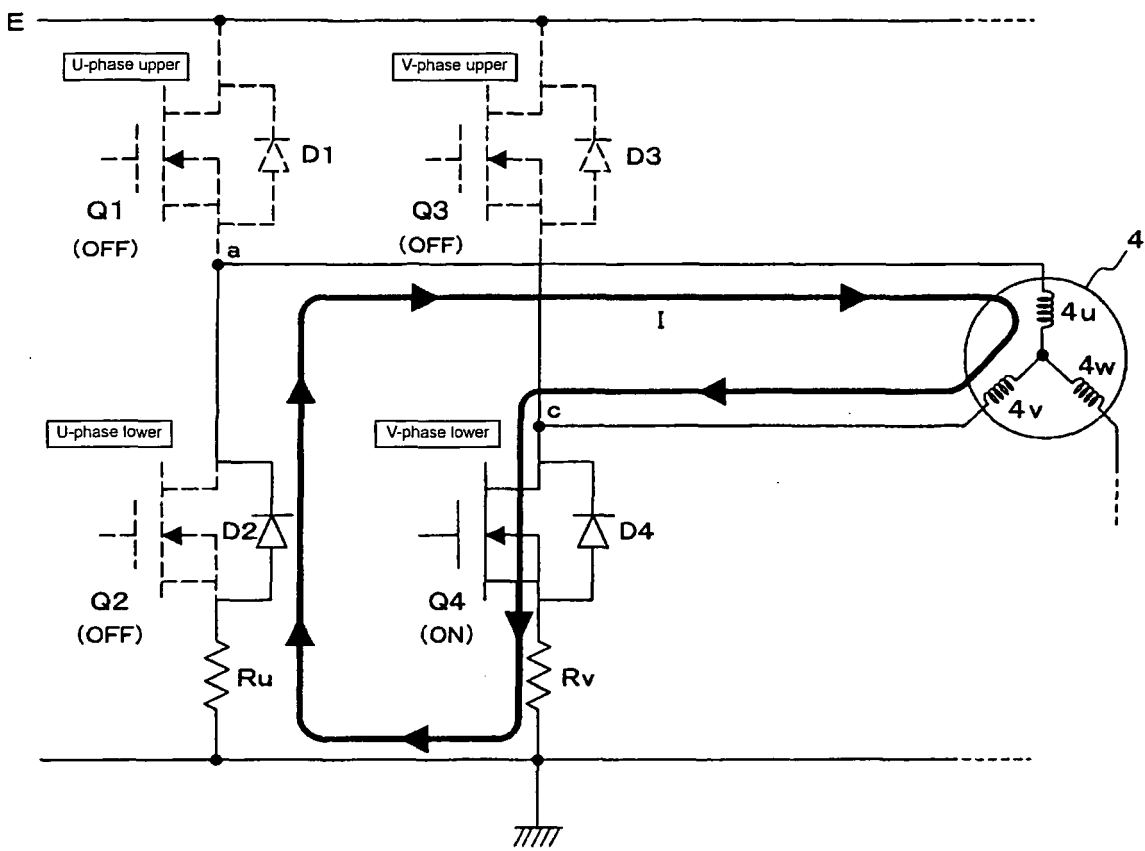 E
U-phase upper
V-phase upper
D1
D3
Q1
(OFF)
Q3
(OFF)
a
4
I
4u
4w
4v
c
U-phase lower
V-phase lower
D2
D4
Q2
(OFF)
Q4
(ON)
Ru
Rv